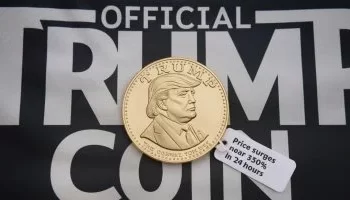 OFFICIAL
TRUMP
TRUMP
Price surges
near 350%
in 24 hours
COIN